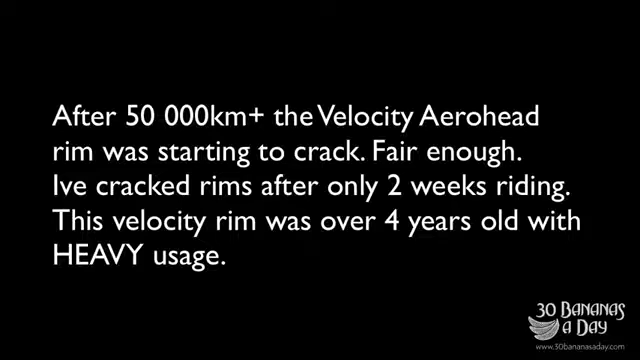 After 50 000km+ the Velocity Aerohead
rim was starting to crack. Fair enough.
Ive cracked rims after only 2 weeks riding.
This velocity rim was over 4 years old with
HEAVY usage.
30 BANANAS
A DAY
www.30bananasaday.com